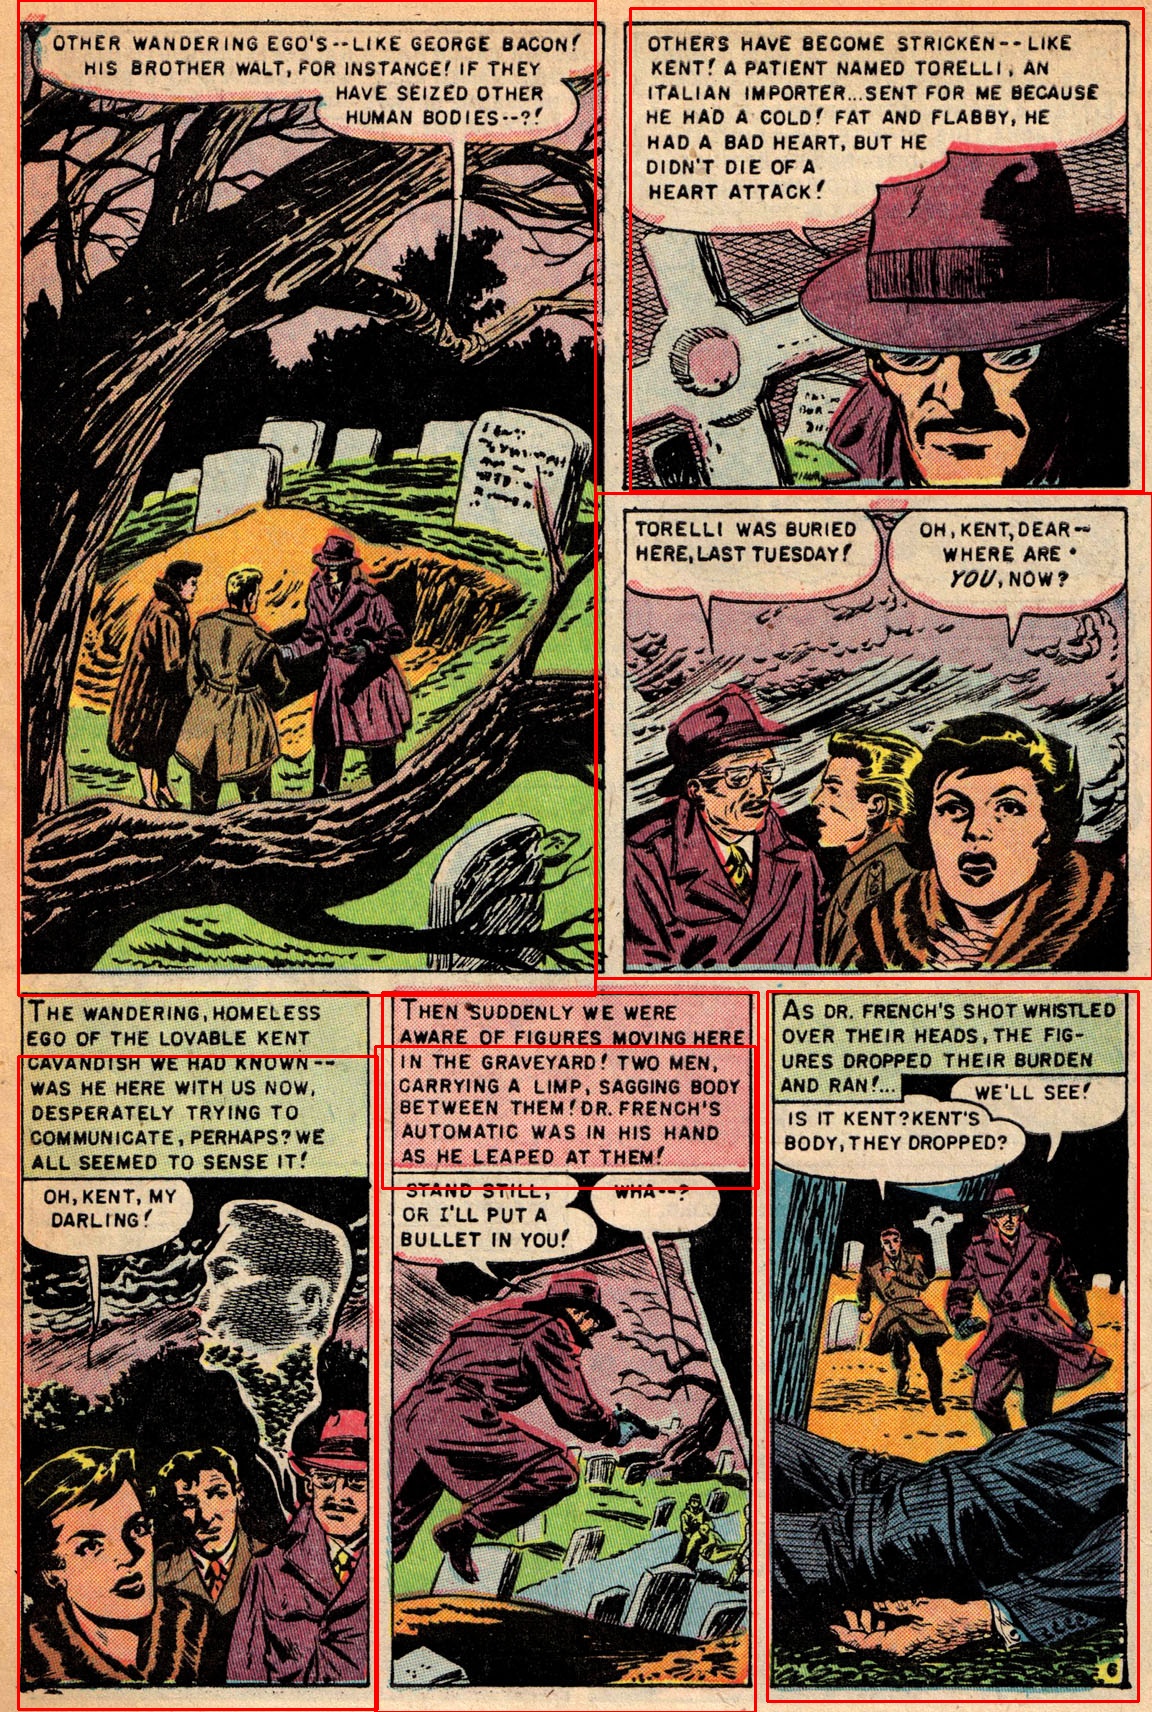 OTHER WANDERING EGO'S--LIKE GEORGE BACON!
HIS BROTHER WALT, FOR INSTANCE! IF THEY
HAVE SEIZED OTHER
HUMAN BODIES--?!
OTHERS HAVE BECOME STRICKEN--LIKE
KENT! A PATIENT NAMED TORELLI, AN
ITALIAN IMPORTER...SENT FOR ME BECAUSE
HE HAD A COLD! FAT AND FLABBY, HE
HAD A BAD HEART, BUT HE
DIDN'T DIE OF A
HEART ATTACK!
TORELLI WAS BURIED
HERE, LAST TUESDAY!
OH, KENT, DEAR--
WHERE ARE
YOU, NOW?
THE WANDERING, HOMELESS
EGO OF THE LOVABLE KENT
CAVANDISH WE HAD KNOWN--
WAS HE HERE WITH US NOW,
DESPERATELY TRYING TO
COMMUNICATE, PERHAPS? WE
ALL SEEMED TO SENSE IT!
OH, KENT, MY
DARLING!
THEN SUDDENLY WE WERE
AWARE OF FIGURES MOVING HERE
IN THE GRAVEYARD! TWO MEN,
CARRYING A LIMP, SAGGING BODY
BETWEEN THEM! DR. FRENCH'S
AUTOMATIC WAS IN HIS HAND
AS HE LEAPED AT THEM!
STAND STILL,
OR I'LL PUT A
BULLET IN YOU!
WHA--?
AS DR. FRENCH'S SHOT WHISTLED
OVER THEIR HEADS, THE FIG-
URES DROPPED THEIR BURDEN
AND RAN!...
IS IT KENT? KENT'S
BODY, THEY DROPPED?
WE'LL SEE!
6